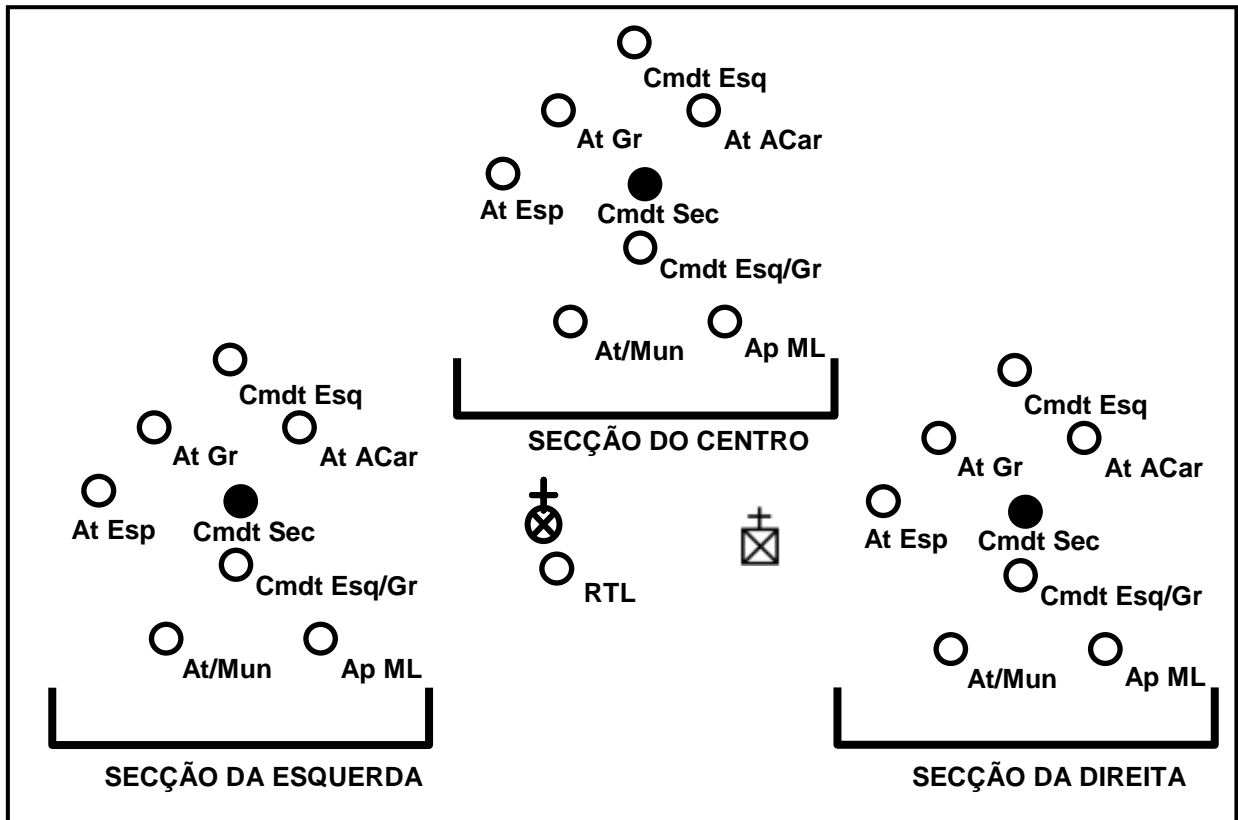 Cmdt Esq
At Gr
At ACar
At Esp
Cmdt Sec
Cmdt Esq/Gr
At/Mun
Ap ML
SECÇÃO DO CENTRO
Cmdt Esq
At Gr
At ACar
At Esp
Cmdt Sec
Cmdt Esq/Gr
At/Mun
Ap ML
SECÇÃO DA ESQUERDA
RTL
Cmdt Esq
At Gr
At ACar
At Esp
Cmdt Sec
Cmdt Esq/Gr
At/Mun
Ap ML
SECÇÃO DA DIREITA